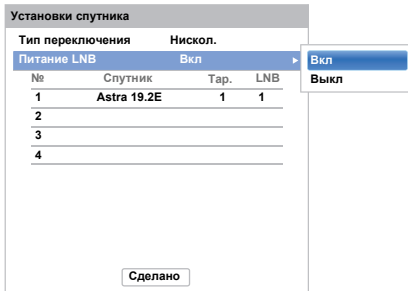 Установки спутника
Тип переключения Нискол.
Питание LNB Вкл
Вкл
Выкл
№ Спутник Тар. LNB
1 Astra 19.2E 1 1
2
3
4
Сделано